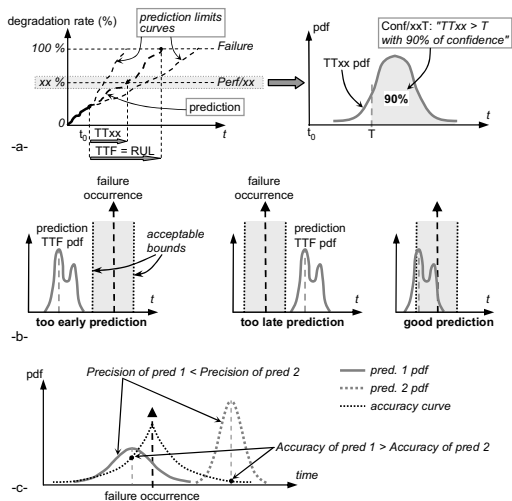 degradation rate (%)
prediction limits
curves
100 %
Failure
xx %
Perf/xx
prediction
0
t
t0
TTxx
TTF = RUL
-a-
pdf
Conf/xxT: "TTxx > T
with 90% of confidence"
TTxx pdf
90%
t0
T
t
failure
occurrence
prediction
TTF pdf
acceptable
bounds
t
too early prediction
failure
occurrence
prediction
TTF pdf
t
too late prediction
t
good prediction
-b-
pdf
Precision of pred 1 < Precision of pred 2
pred. 1 pdf
pred. 2 pdf
accuracy curve
Accuracy of pred 1 > Accuracy of pred 2
time
failure occurrence
-c-